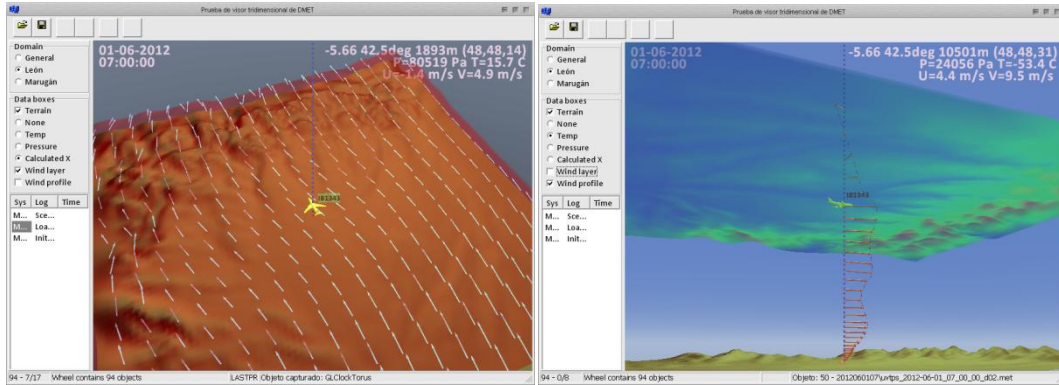 Prueba de visor tridimensional de DMET
Domain
General
León
Marugán
Data boxes
Terrain
None
Temp
Pressure
Calculated X
Wind layer
Wind profile
Sys Log Time
M... Sce...
M... Loa...
M... Init...
01-06-2012
07:00:00
-5.66 42.5deg 1893m (48,48,14)
P=80519 Pa T=15.7 C
U=-1.4 m/s V=4.9 m/s
IB1343
94 - 7/17 Wheel contains 94 objects LASTPR Objeto capturado: GLClockTorus
Prueba de visor tridimensional de DMET
Domain
General
León
Marugán
Data boxes
Terrain
None
Temp
Pressure
Calculated X
Wind layer
Wind profile
Sys Log Time
M... Sce...
M... Loa...
M... Init...
01-06-2012
07:00:00
-5.66 42.5deg 10501m (48,48,31)
P=24056 Pa T=-53.4 C
U=4.4 m/s V=9.5 m/s
IB1343
94 - 0/8 Wheel contains 94 objects Objeto: 50 - 2012060107\uvtps_2012-06-01_07_00_00_d02.met